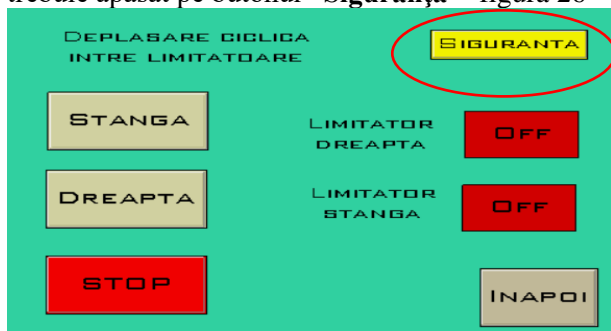 trebuie apăsat pe butonul "Siguranţa" – figura 26
DEPLASARE CICLICA
INTRE LIMITATOARE
SIGURANTA
STANGA
LIMITATOR
DREAPTA
OFF
DREAPTA
LIMITATOR
STANGA
OFF
STOP
INAPOI